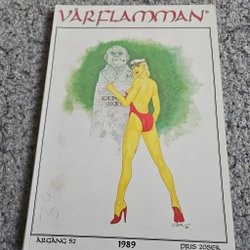 VÅRFLAMMAN
ÅRGÅNG 52
1989
PRIS 20SEK